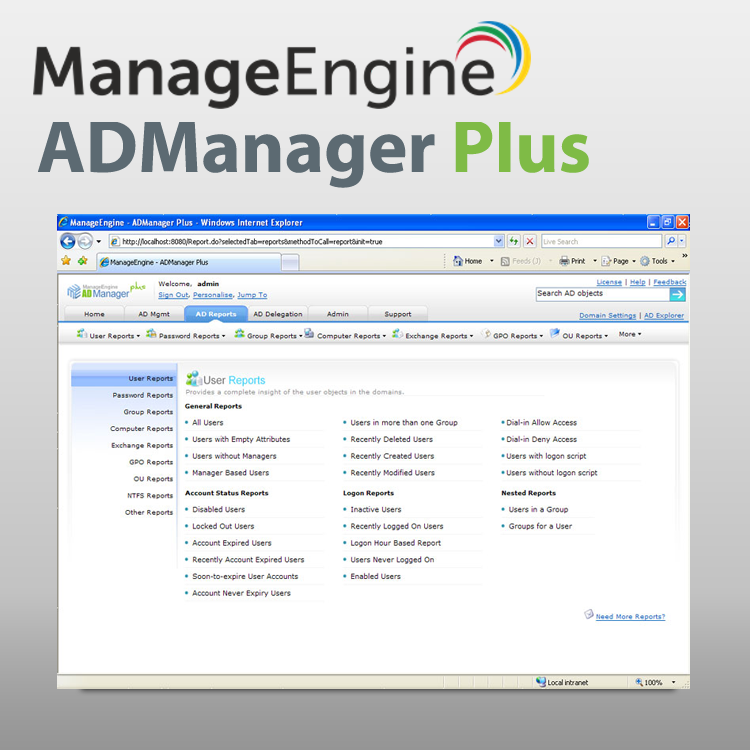 ManageEngine
ADManager Plus
ManageEngine - ADManager Plus - Windows Internet Explorer
http://localhost:8080/Report.do?selectedTab=reports&methodToCall=report&init=true
Live Search
ManageEngine - ADManager Plus
Home Feeds (J) Print Page Tools »
ManageEngine
ADManager plus
Welcome, admin
License | Help | Feedback
Sign Out, Personalise, Jump To
Search AD objects
Home AD Mgmt AD Reports AD Delegation Admin Support
Domain Settings | AD Explorer
User Reports Password Reports Group Reports Computer Reports Exchange Reports GPO Reports OU Reports More
User Reports
Password Reports
Group Reports
Computer Reports
Exchange Reports
GPO Reports
OU Reports
NTFS Reports
Other Reports
User Reports
Provides a complete insight of the user objects in the domains.
General Reports
• All Users • Users in more than one Group • Dial-in Allow Access
• Users with Empty Attributes • Recently Deleted Users • Dial-in Deny Access
• Users without Managers • Recently Created Users • Users with logon script
• Manager Based Users • Recently Modified Users • Users without logon script
Account Status Reports Logon Reports Nested Reports
• Disabled Users • Inactive Users • Users in a Group
• Locked Out Users • Recently Logged On Users • Groups for a User
• Account Expired Users • Logon Hour Based Report
• Recently Account Expired Users • Users Never Logged On
• Soon-to-expire User Accounts • Enabled Users
• Account Never Expiry Users
Need More Reports?
Local intranet 100%